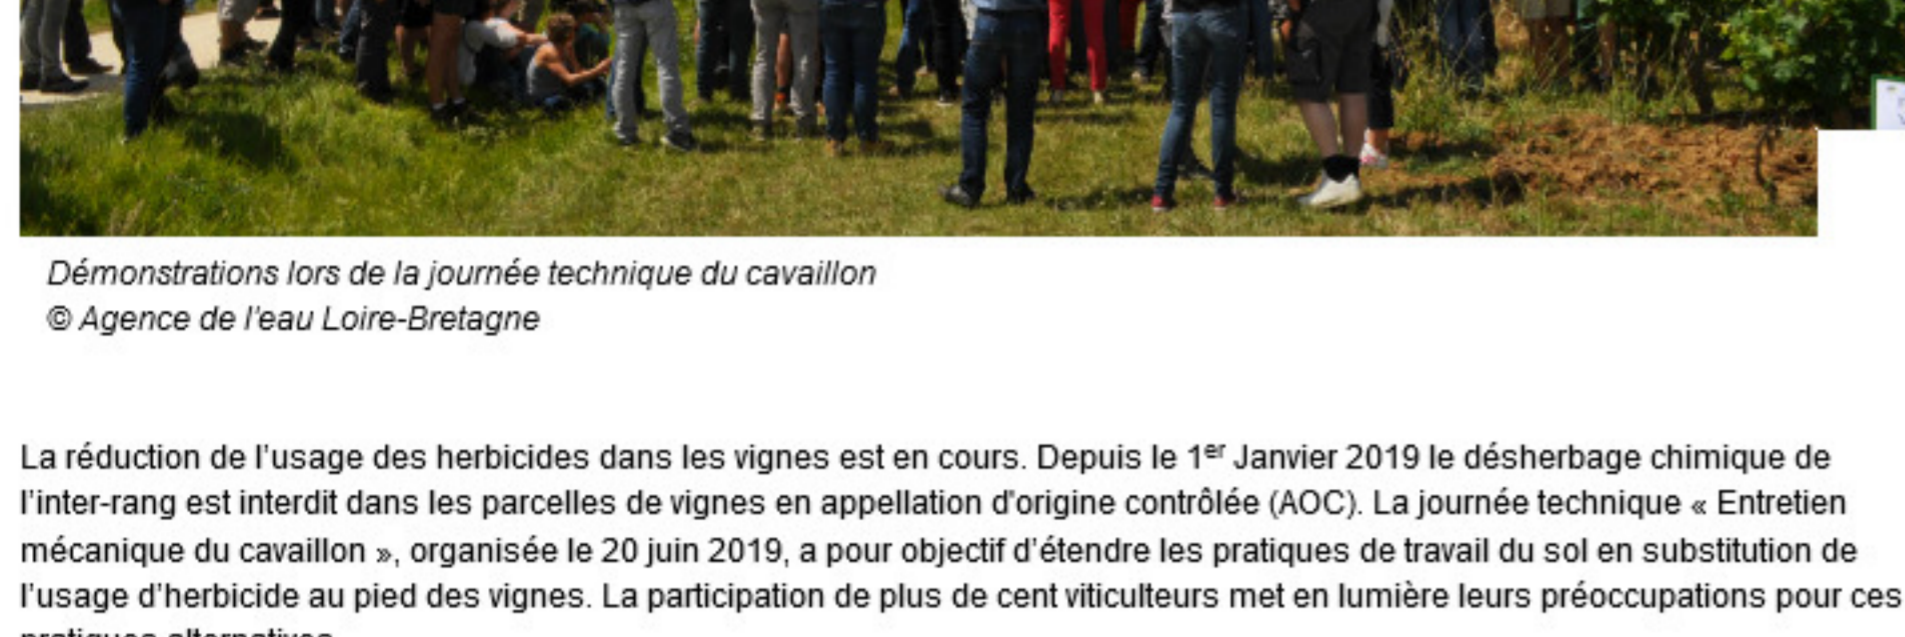 Démonstrations lors de la journée technique du cavaillon
© Agence de l'eau Loire-Bretagne
La réduction de l'usage des herbicides dans les vignes est en cours. Depuis le 1er Janvier 2019 le désherbage chimique de
l'inter-rang est interdit dans les parcelles de vignes en appellation d'origine contrôlée (AOC). La journée technique « Entretien
mécanique du cavaillon », organisée le 20 juin 2019, a pour objectif d'étendre les pratiques de travail du sol en substitution de
l'usage d'herbicide au pied des vignes. La participation de plus de cent viticulteurs met en lumière leurs préoccupations pour ces